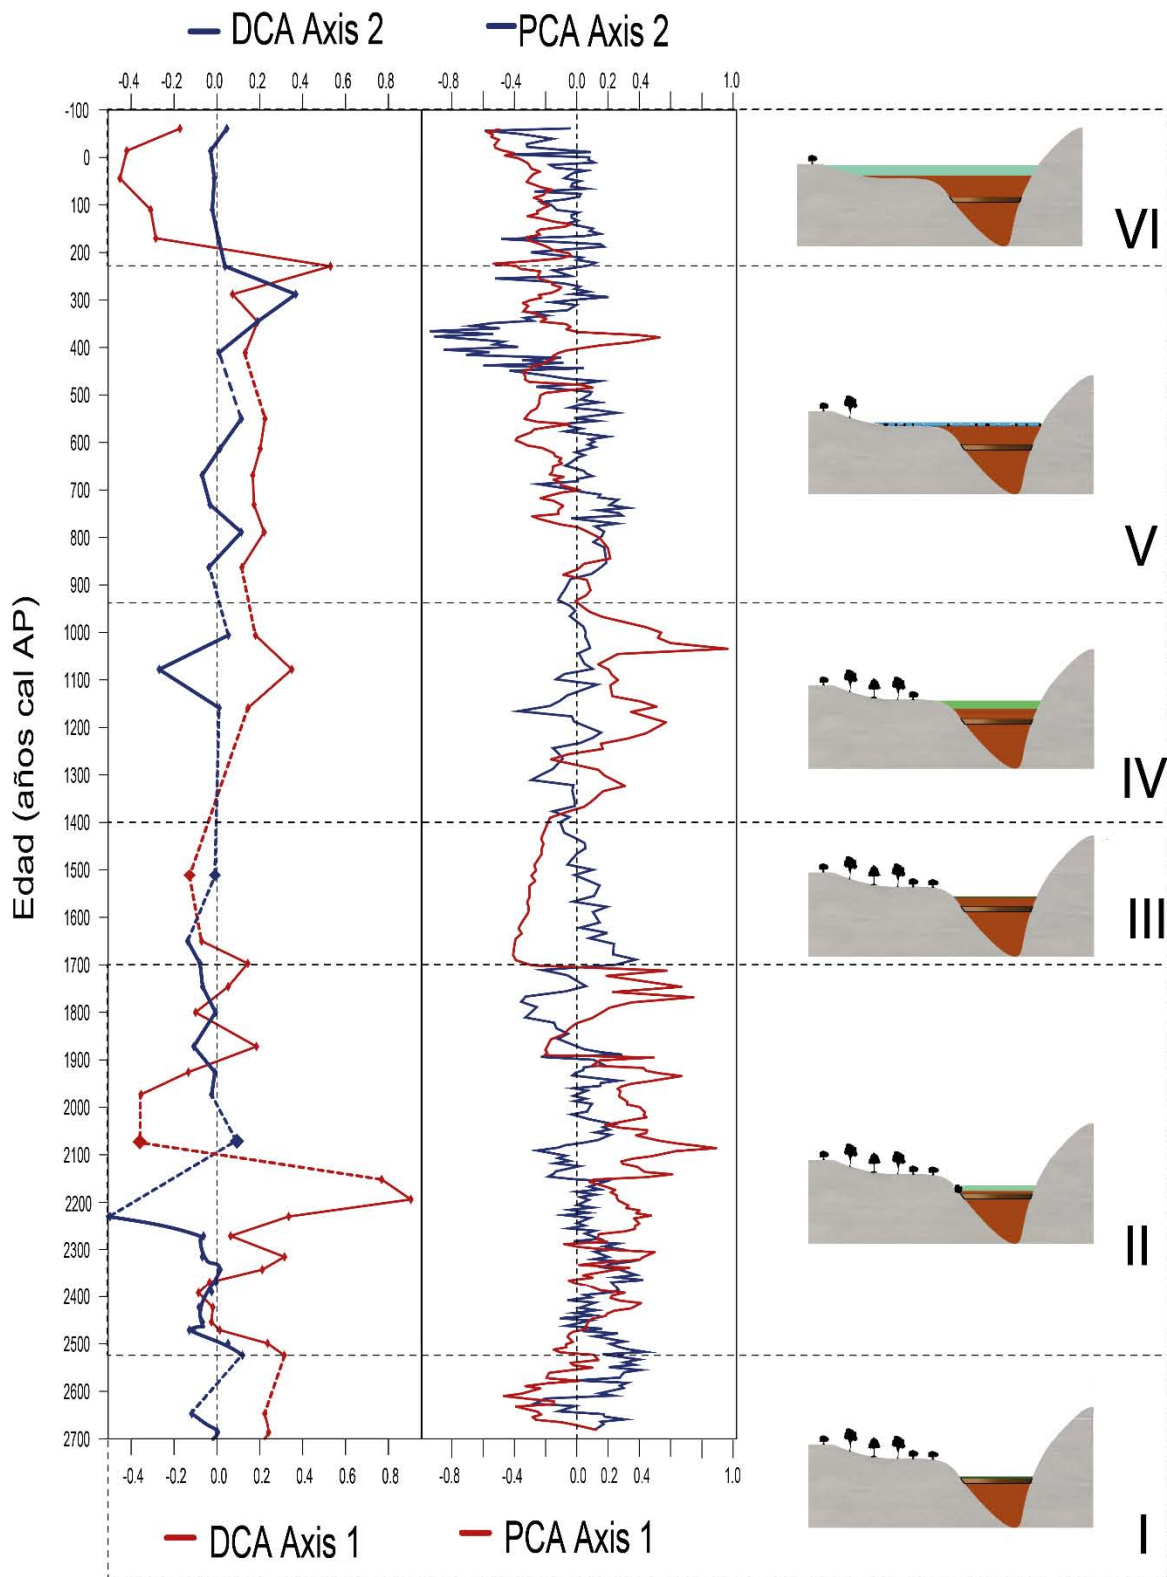 DCA Axis 2
PCA Axis 2
-0.4 -0.2 0.0 0.2 0.4 0.6 0.8
-0.8 -0.4 0.0 0.4 1.0
-100
0
100
200
300
400
500
600
700
800
900
1000
1100
1200
1300
1400
1500
1600
1700
1800
1900
2000
2100
2200
2300
2400
2500
2600
2700
Edad (años cal AP)
VI
V
IV
III
II
I
-0.4 -0.2 0.0 0.2 0.4 0.6 0.8
-0.8 -0.4 0.0 0.2 0.4 1.0
DCA Axis 1
PCA Axis 1